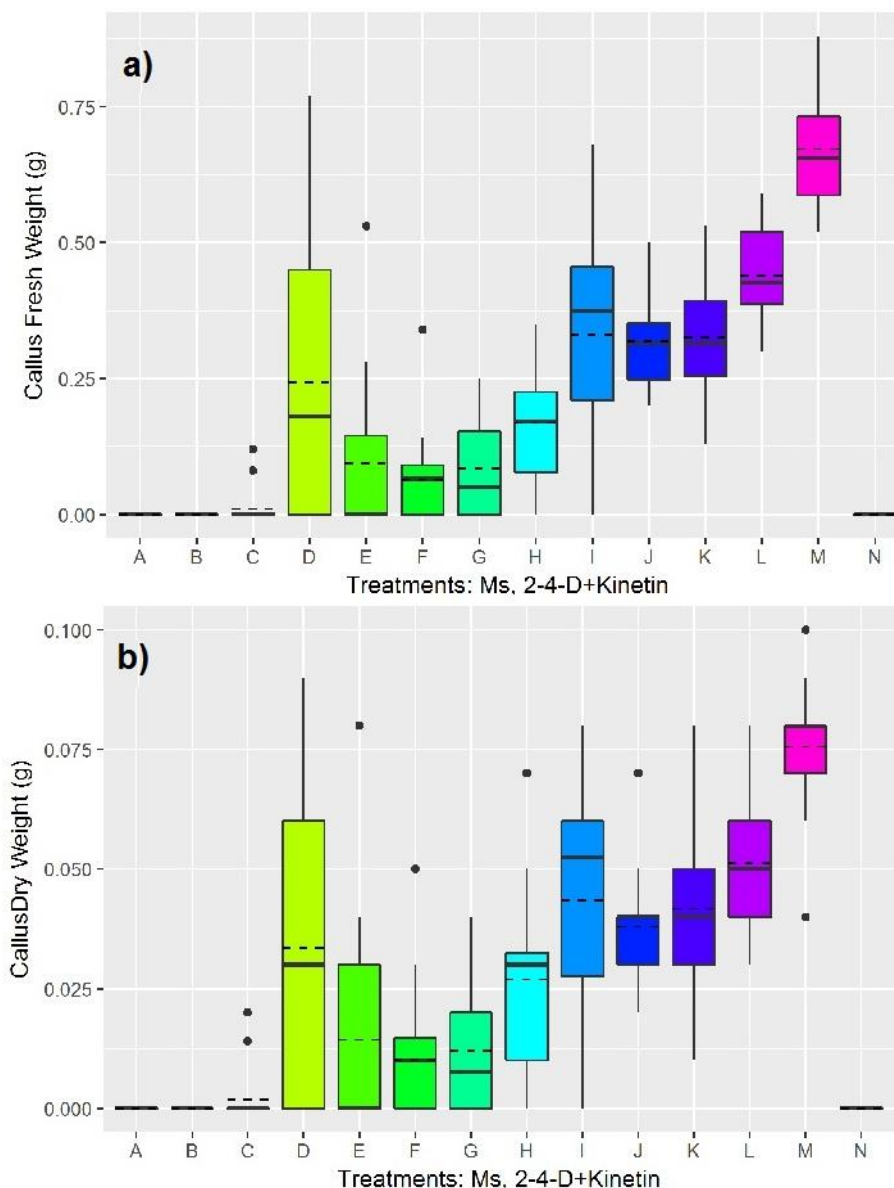 a)
Callus Fresh Weight (g)
0.75
0.50
0.25
0.00
A B C D E F G H I J K L M N
Treatments: Ms, 2-4-D+Kinetin
b)
CallusDry Weight (g)
0.100
0.075
0.050
0.025
0.000
A B C D E F G H I J K L M N
Treatments: Ms, 2-4-D+Kinetin